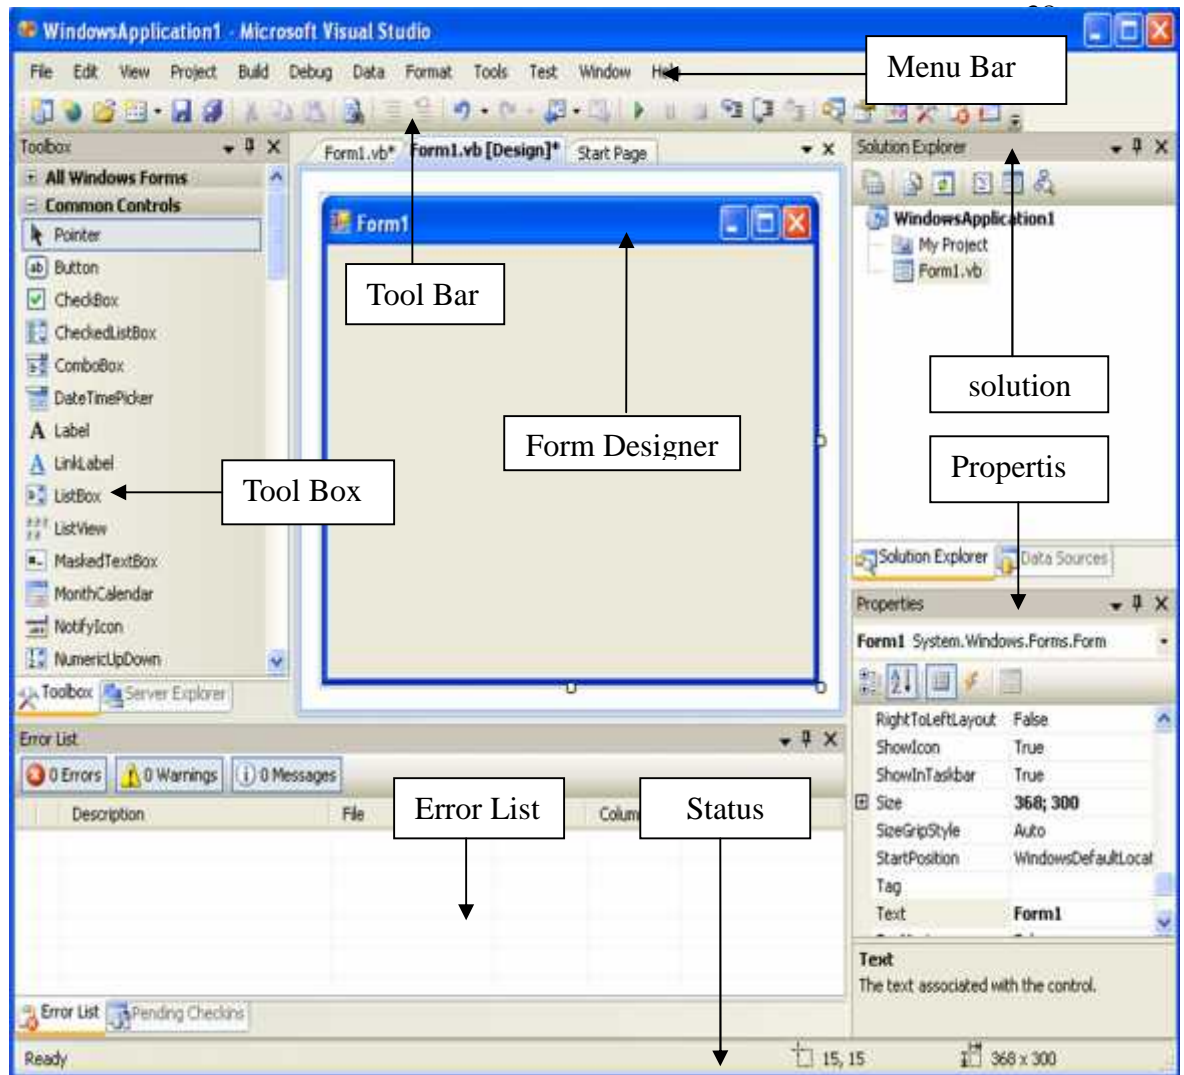 WindowsApplication1 - Microsoft Visual Studio
File Edit View Project Build Debug Data Format Tools Test Window Help
Menu Bar
Toolbox
All Windows Forms
Common Controls
Pointer
Button
CheckBox
CheckedListBox
ComboBox
DateTimePicker
Label
LinkLabel
ListBox
ListView
MaskedTextBox
MonthCalendar
NotifyIcon
NumericUpDown
Toolbox Server Explorer
Tool Box
Form1.vb* Form1.vb [Design]* Start Page
Form1
Tool Bar
Form Designer
Solution Explorer
WindowsApplication1
My Project
Form1.vb
solution
Propertis
Solution Explorer Data Sources
Properties
Form1 System.Windows.Forms.Form
RightToLeftLayout False
ShowIcon True
ShowInTaskbar True
Size 368; 300
SizeGripStyle Auto
StartPosition WindowsDefaultLocat
Tag
Text Form1
Text
The text associated with the control.
Error List
0 Errors 0 Warnings 0 Messages
Description File Colum
Error List
Status
Error List Pending Checkins
Ready 15, 15 368 x 300